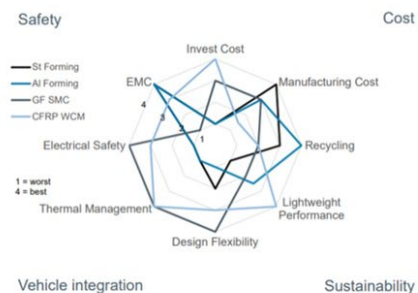 Safety
Cost
St Forming
Al Forming
GF SMC
CFRP WCM
Invest Cost
EMC
Manufacturing Cost
4
3
2
1
Electrical Safety
Recycling
1 = worst
4 = best
Thermal Management
Lightweight
Performance
Design Flexibility
Vehicle integration
Sustainability